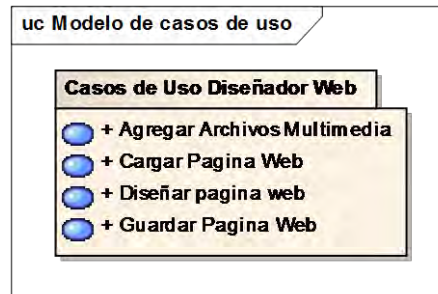 uc Modelo de casos de uso
Casos de Uso Diseñador Web
+ Agregar Archivos Multimedia
+ Cargar Pagina Web
+ Diseñar pagina web
+ Guardar Pagina Web